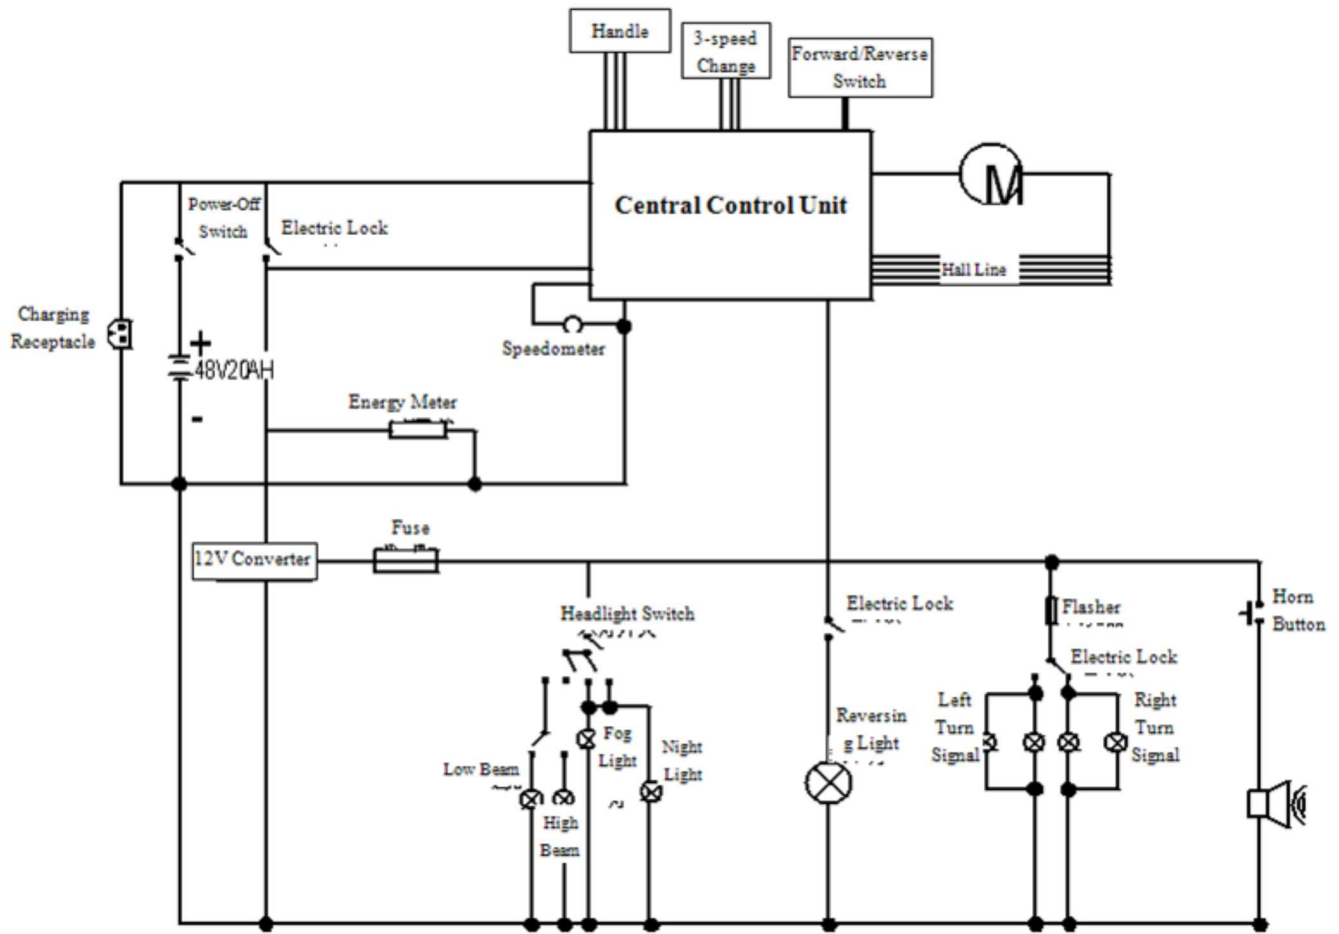 Handle
3-speed
Change
Forward/Reverse
Switch
Central Control Unit
M
Power-Off
Switch
Electric Lock
Hall Line
Charging
Receptacle
+
48V20AH
-
Speedometer
Energy Meter
Fuse
12V Converter
Headlight Switch
Electric Lock
Flasher
Horn
Button
Electric Lock
Left
Turn
Signal
Right
Turn
Signal
Reversin
g Light
Fog
Light
Night
Light
Low Beam
High
Beam